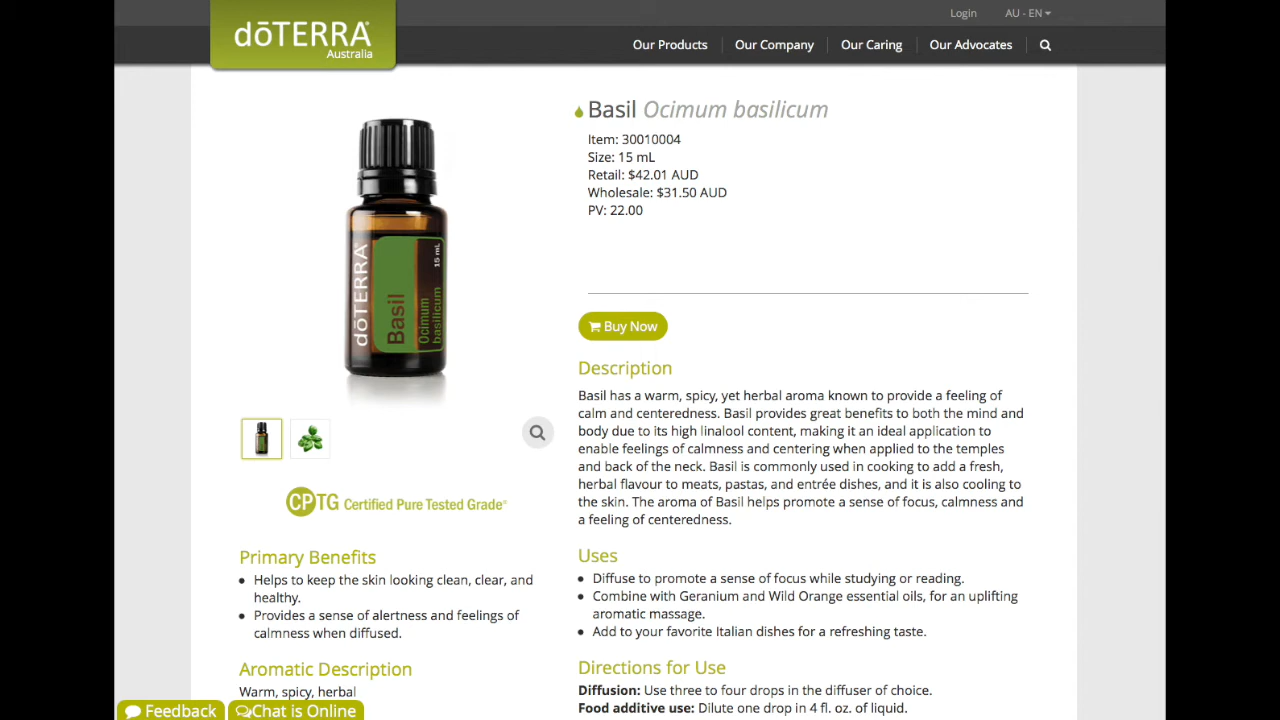 dōTERRA
Australia
Login
AU - EN
Our Products
Our Company
Our Caring
Our Advocates
Basil Ocimum basilicum
Item: 30010004
Size: 15 mL
Retail: $42.01 AUD
Wholesale: $31.50 AUD
PV: 22.00
dōTERRA®
Basil
Ocimum
basilicum
15 mL
Buy Now
CPTG Certified Pure Tested Grade®
Primary Benefits
Helps to keep the skin looking clean, clear, and
healthy.
Provides a sense of alertness and feelings of
calmness when diffused.
Aromatic Description
Warm, spicy, herbal
Description
Basil has a warm, spicy, yet herbal aroma known to provide a feeling of
calm and centeredness. Basil provides great benefits to both the mind and
body due to its high linalool content, making it an ideal application to
enable feelings of calmness and centering when applied to the temples
and back of the neck. Basil is commonly used in cooking to add a fresh,
herbal flavour to meats, pastas, and entrée dishes, and it is also cooling to
the skin. The aroma of Basil helps promote a sense of focus, calmness and
a feeling of centeredness.
Uses
Diffuse to promote a sense of focus while studying or reading.
Combine with Geranium and Wild Orange essential oils, for an uplifting
aromatic massage.
Add to your favorite Italian dishes for a refreshing taste.
Directions for Use
Diffusion: Use three to four drops in the diffuser of choice.
Food additive use: Dilute one drop in 4 fl. oz. of liquid.
Feedback
Chat is Online